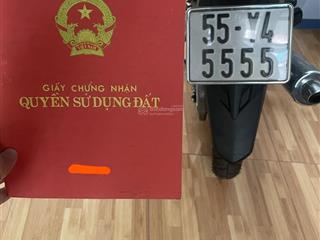 GIẤY CHỨNG NHẬN
QUYỀN SỬ DỤNG ĐẤT
55-Y4
5555